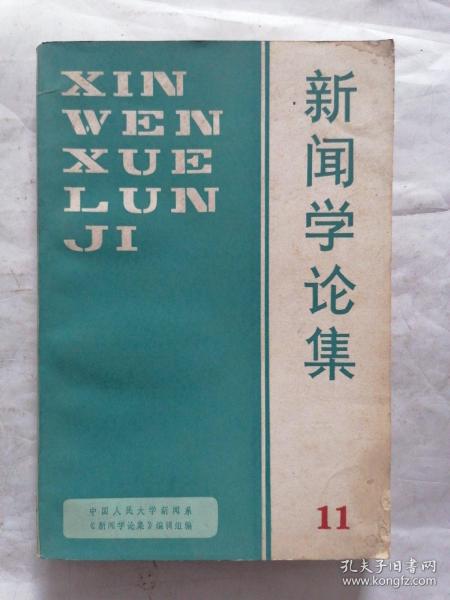 XIN
WEN
XUE
LUN
JI
新闻学论集
中国人民大学新闻系
《新闻学论集》编辑组编
11
孔夫子旧书网
www.kongfz.com